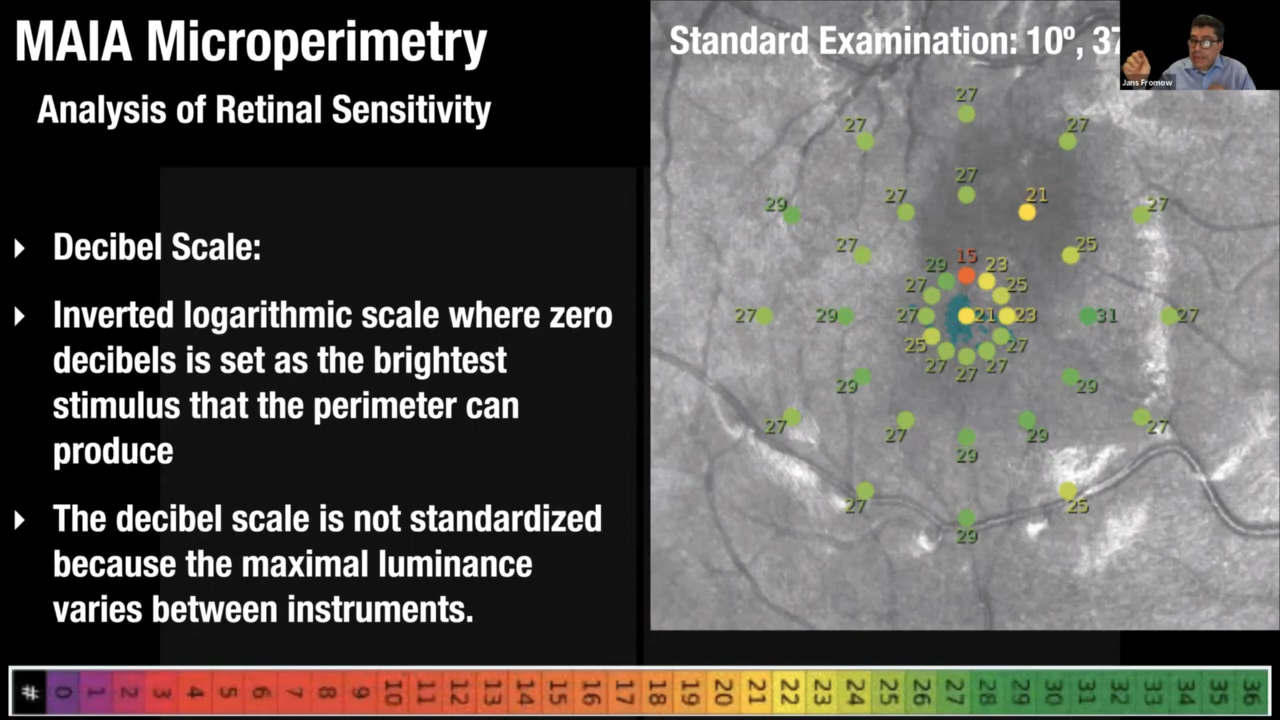 MAIA Microperimetry
Analysis of Retinal Sensitivity
Decibel Scale:
Inverted logarithmic scale where zero
decibels is set as the brightest
stimulus that the perimeter can
produce
The decibel scale is not standardized
because the maximal luminance
varies between instruments.
Standard Examination: 10º, 37
Jans Fromow
27
27 27
27
27 21
29 27
27 25
29 15 23
27 25
27 29 27 21 23 31 27
25 27
27 27 27
29 29
27 27
27 29
29
27 25
29
# 0 1 2 3 4 5 6 7 8 9 10 11 12 13 14 15 16 17 18 19 20 21 22 23 24 25 26 27 28 29 30 31 32 33 34 35 36